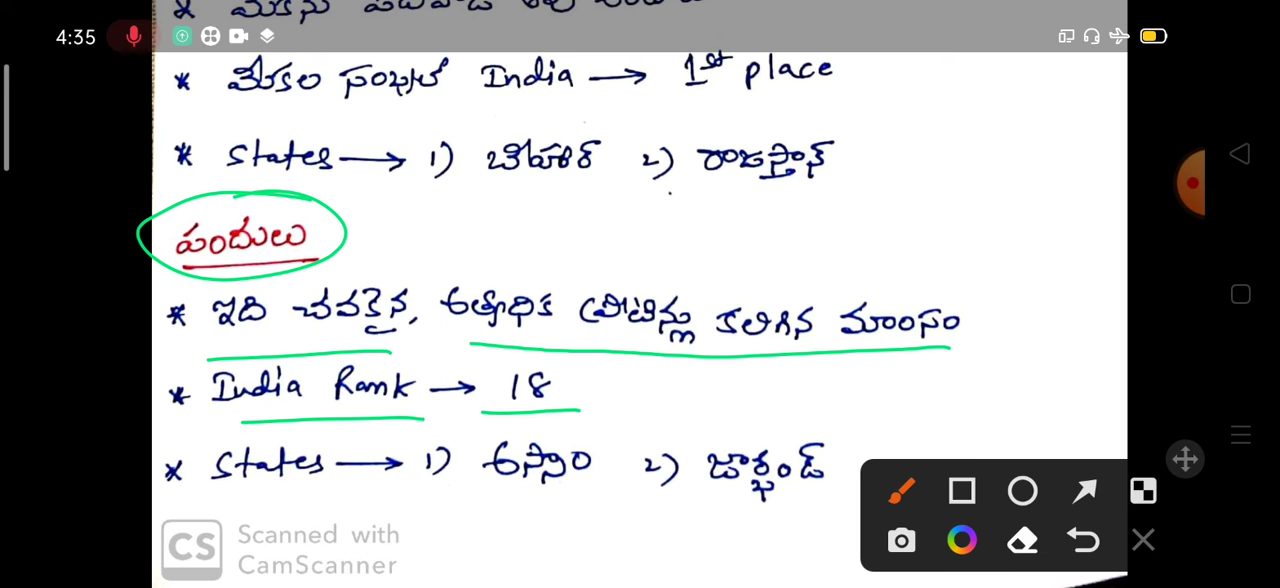 4:35
* మేకల సంఖ్యలో India → 1st place
* States → 1) బీహార్ 2) రాజస్తాన్
పందులు
* ఇది చవకైన, అత్యధిక ప్రోటీన్లు కలిగిన మాంసం
* India Rank → 18
* States → 1) అస్సాం 2) జార్ఖండ్
CS Scanned with
CamScanner